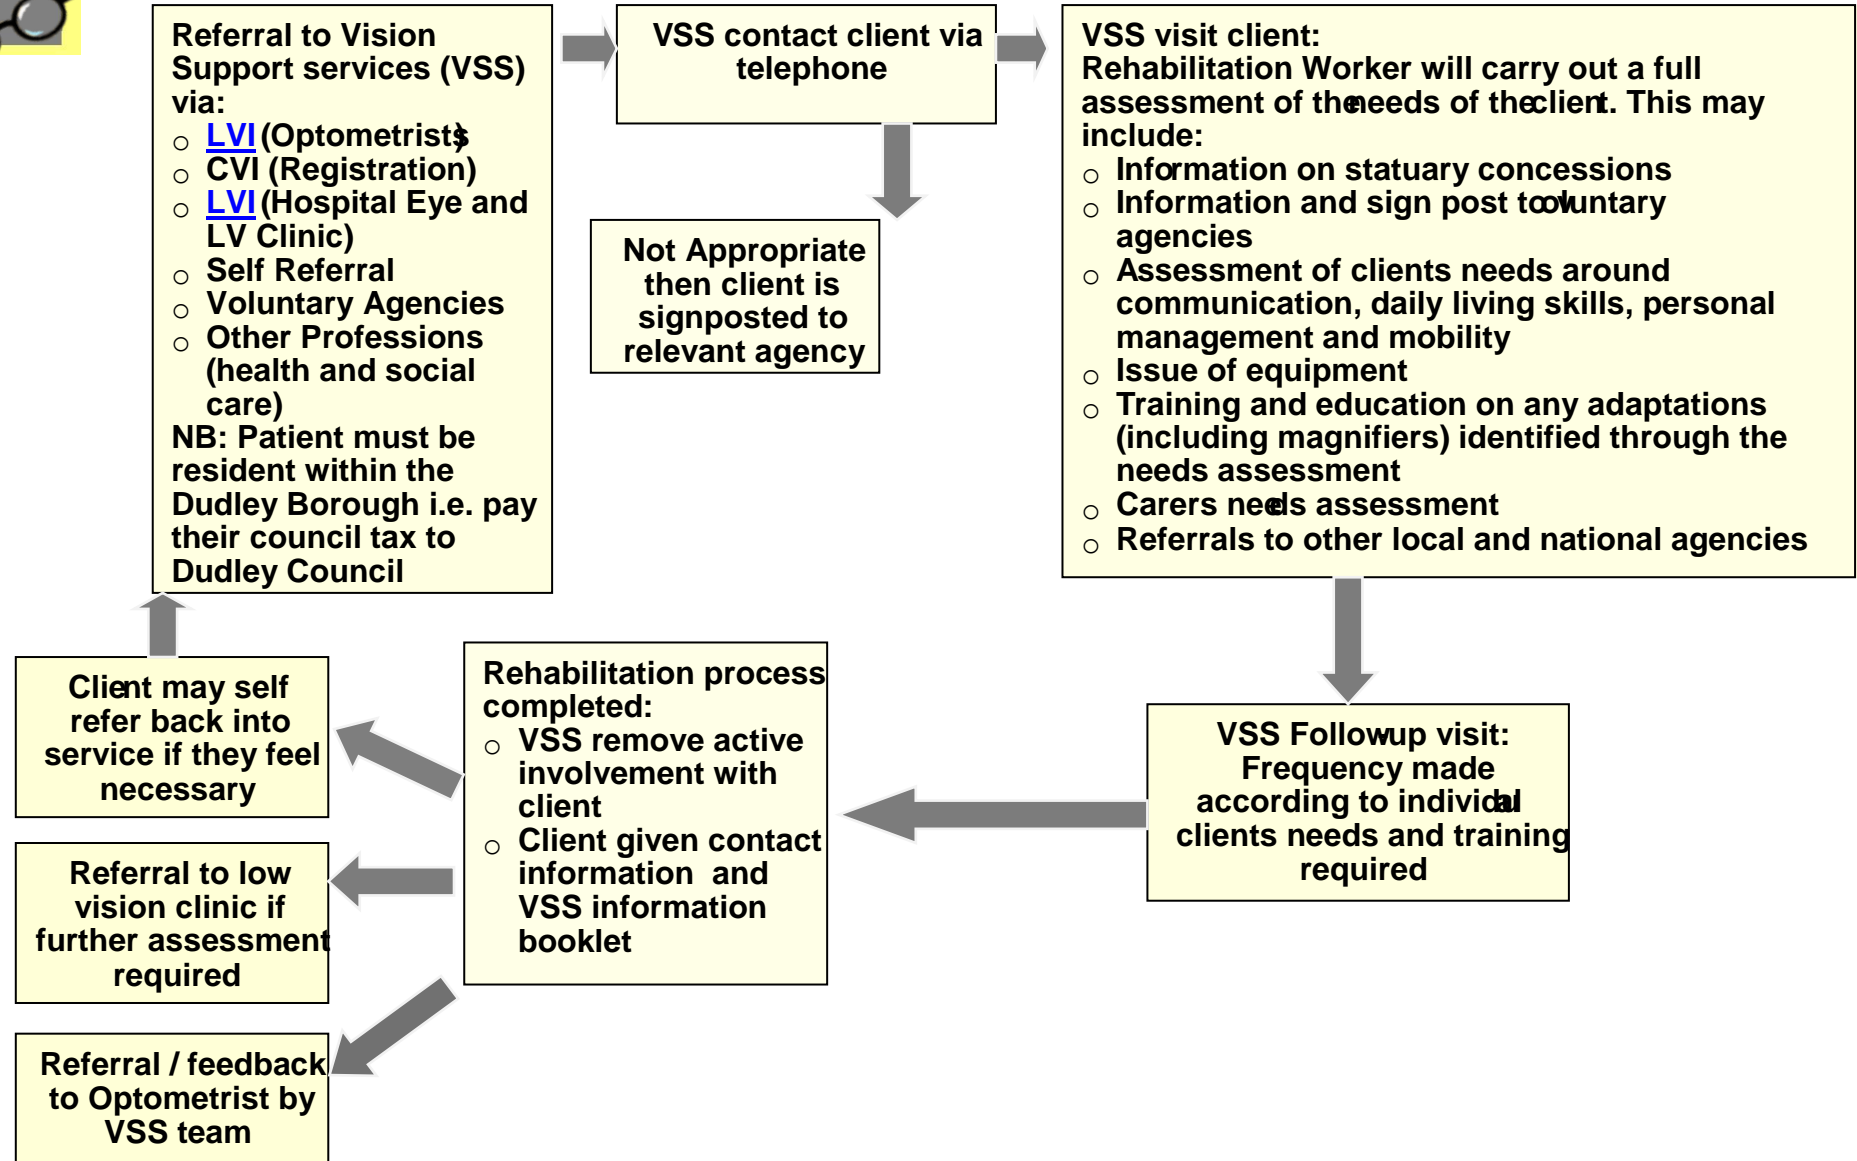 Referral to Vision
Support services (VSS)
via:
○ LVI (Optometrists)
○ CVI (Registration)
○ LVI (Hospital Eye and
LV Clinic)
○ Self Referral
○ Voluntary Agencies
○ Other Professions
(health and social
care)
NB: Patient must be
resident within the
Dudley Borough i.e. pay
their council tax to
Dudley Council
VSS contact client via
telephone
Not Appropriate
then client is
signposted to
relevant agency
VSS visit client:
Rehabilitation Worker will carry out a full
assessment of the needs of the client. This may
include:
○ Information on statuary concessions
○ Information and sign post to voluntary
agencies
○ Assessment of clients needs around
communication, daily living skills, personal
management and mobility
○ Issue of equipment
○ Training and education on any adaptations
(including magnifiers) identified through the
needs assessment
○ Carers needs assessment
○ Referrals to other local and national agencies
VSS Follow-up visit:
Frequency made
according to individual
clients needs and training
required
Rehabilitation process
completed:
○ VSS remove active
involvement with
client
○ Client given contact
information and
VSS information
booklet
Client may self
refer back into
service if they feel
necessary
Referral to low
vision clinic if
further assessment
required
Referral / feedback
to Optometrist by
VSS team